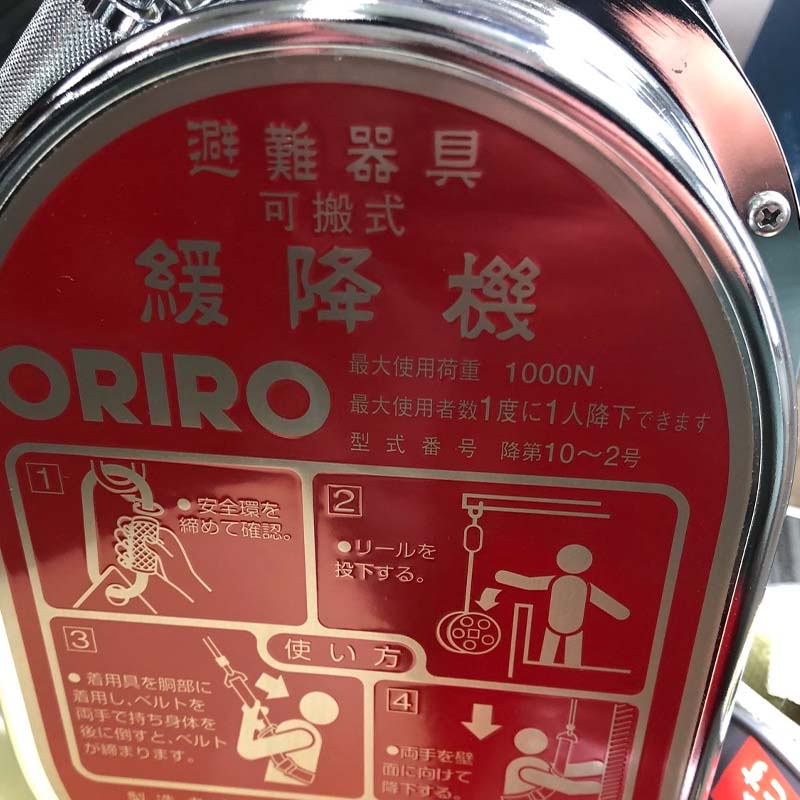 避難器具
可搬式
緩降機
ORIRO
最大使用荷重 1000N
最大使用者数1度に1人降下できます
型式番号 降第10～2号
1
●安全環を
締めて確認。
2
●リールを
投下する。
使い方
3
●着用具を胴部に
着用し、ベルトを
両手で持ち身体を
後に倒すと、ベルト
が締まります。
4
●両手を壁
面に向けて
降下する。